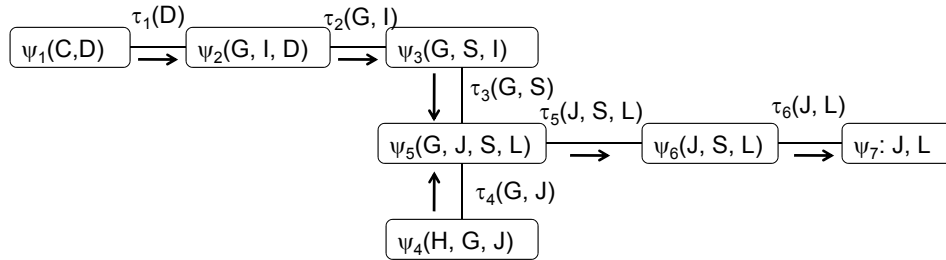 τ1(D)
τ2(G, I)
ψ1(C,D)
ψ2(G, I, D)
ψ3(G, S, I)
τ3(G, S)
τ5(J, S, L)
τ6(J, L)
ψ5(G, J, S, L)
ψ6(J, S, L)
ψ7: J, L
τ4(G, J)
ψ4(H, G, J)